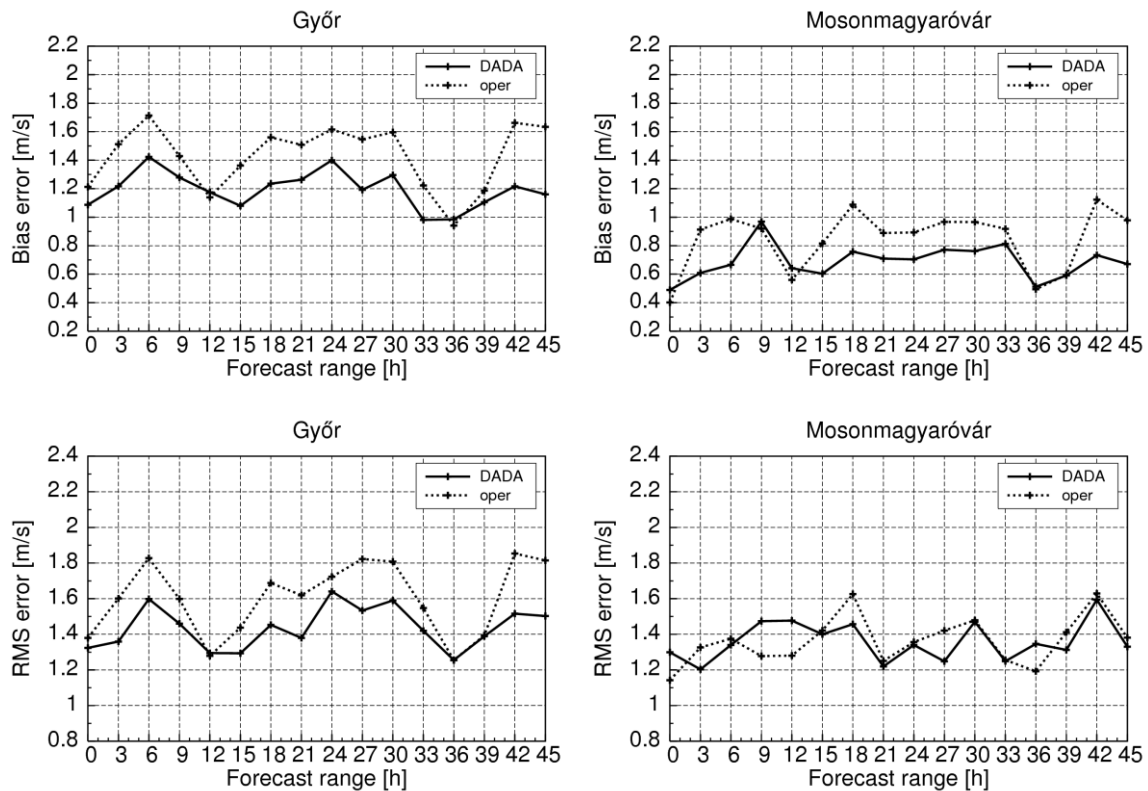 Győr
Bias error [m/s]
2.2
2
1.8
1.6
1.4
1.2
1
0.8
0.6
0.4
0.2
DADA
oper
0 3 6 9 12 15 18 21 24 27 30 33 36 39 42 45
Forecast range [h]
Mosonmagyaróvár
Bias error [m/s]
2.2
2
1.8
1.6
1.4
1.2
1
0.8
0.6
0.4
0.2
DADA
oper
0 3 6 9 12 15 18 21 24 27 30 33 36 39 42 45
Forecast range [h]
Győr
RMS error [m/s]
2.4
2.2
2
1.8
1.6
1.4
1.2
1
0.8
DADA
oper
0 3 6 9 12 15 18 21 24 27 30 33 36 39 42 45
Forecast range [h]
Mosonmagyaróvár
RMS error [m/s]
2.4
2.2
2
1.8
1.6
1.4
1.2
1
0.8
DADA
oper
0 3 6 9 12 15 18 21 24 27 30 33 36 39 42 45
Forecast range [h]